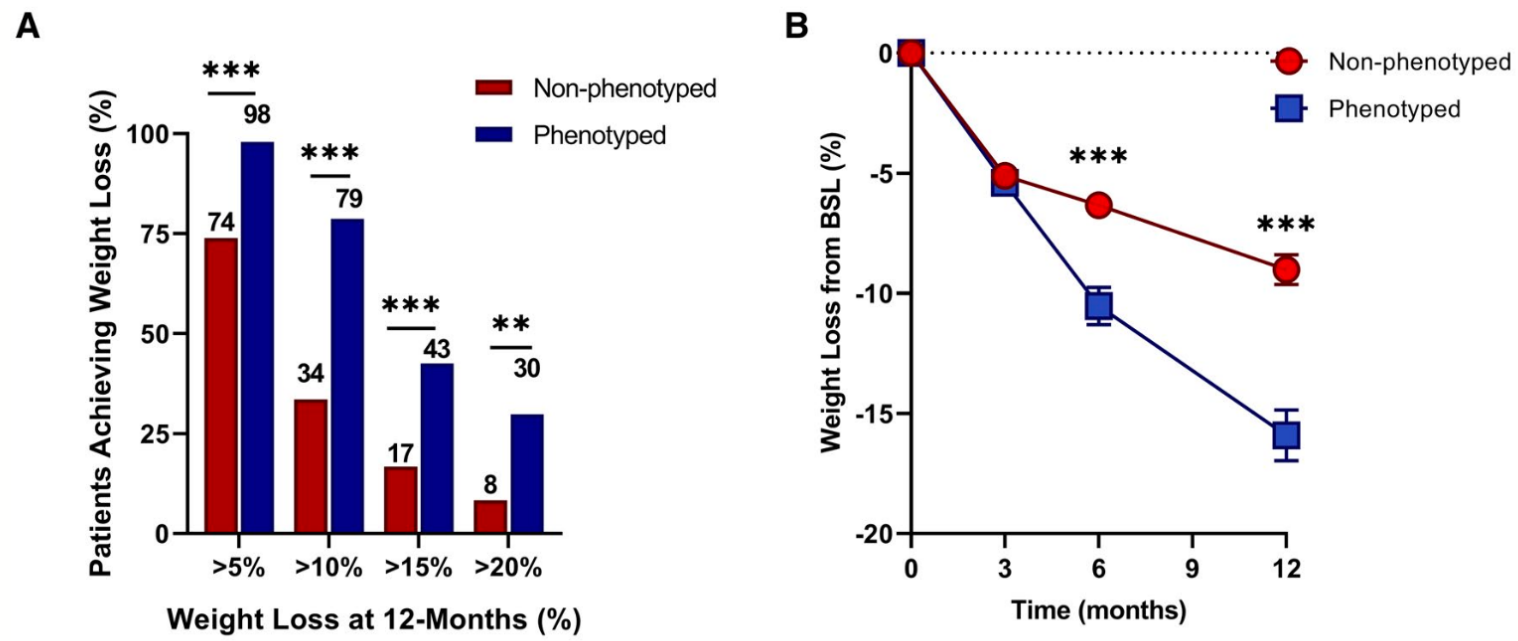 A
Patients Achieving Weight Loss (%)
100
75
50
25
0
***
98
74
***
79
34
***
43
17
**
30
8
Non-phenotyped
Phenotyped
>5% >10% >15% >20%
Weight Loss at 12-Months (%)
B
Weight Loss from BSL (%)
0
-5
-10
-15
-20
***
***
Non-phenotyped
Phenotyped
0 3 6 9 12
Time (months)